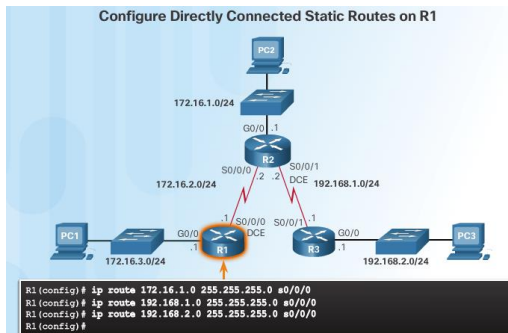 Configure Directly Connected Static Routes on R1
PC2
172.16.1.0/24
G0/0 .1
R2
S0/0/0 .2 .2 S0/0/1
DCE
172.16.2.0/24
192.168.1.0/24
.1 S0/0/0 S0/0/1 .1
DCE
PC1
G0/0
.1
R1
R3
G0/0
.1
PC3
172.16.3.0/24
192.168.2.0/24
R1(config)# ip route 172.16.1.0 255.255.255.0 s0/0/0
R1(config)# ip route 192.168.1.0 255.255.255.0 s0/0/0
R1(config)# ip route 192.168.2.0 255.255.255.0 s0/0/0
R1(config)#